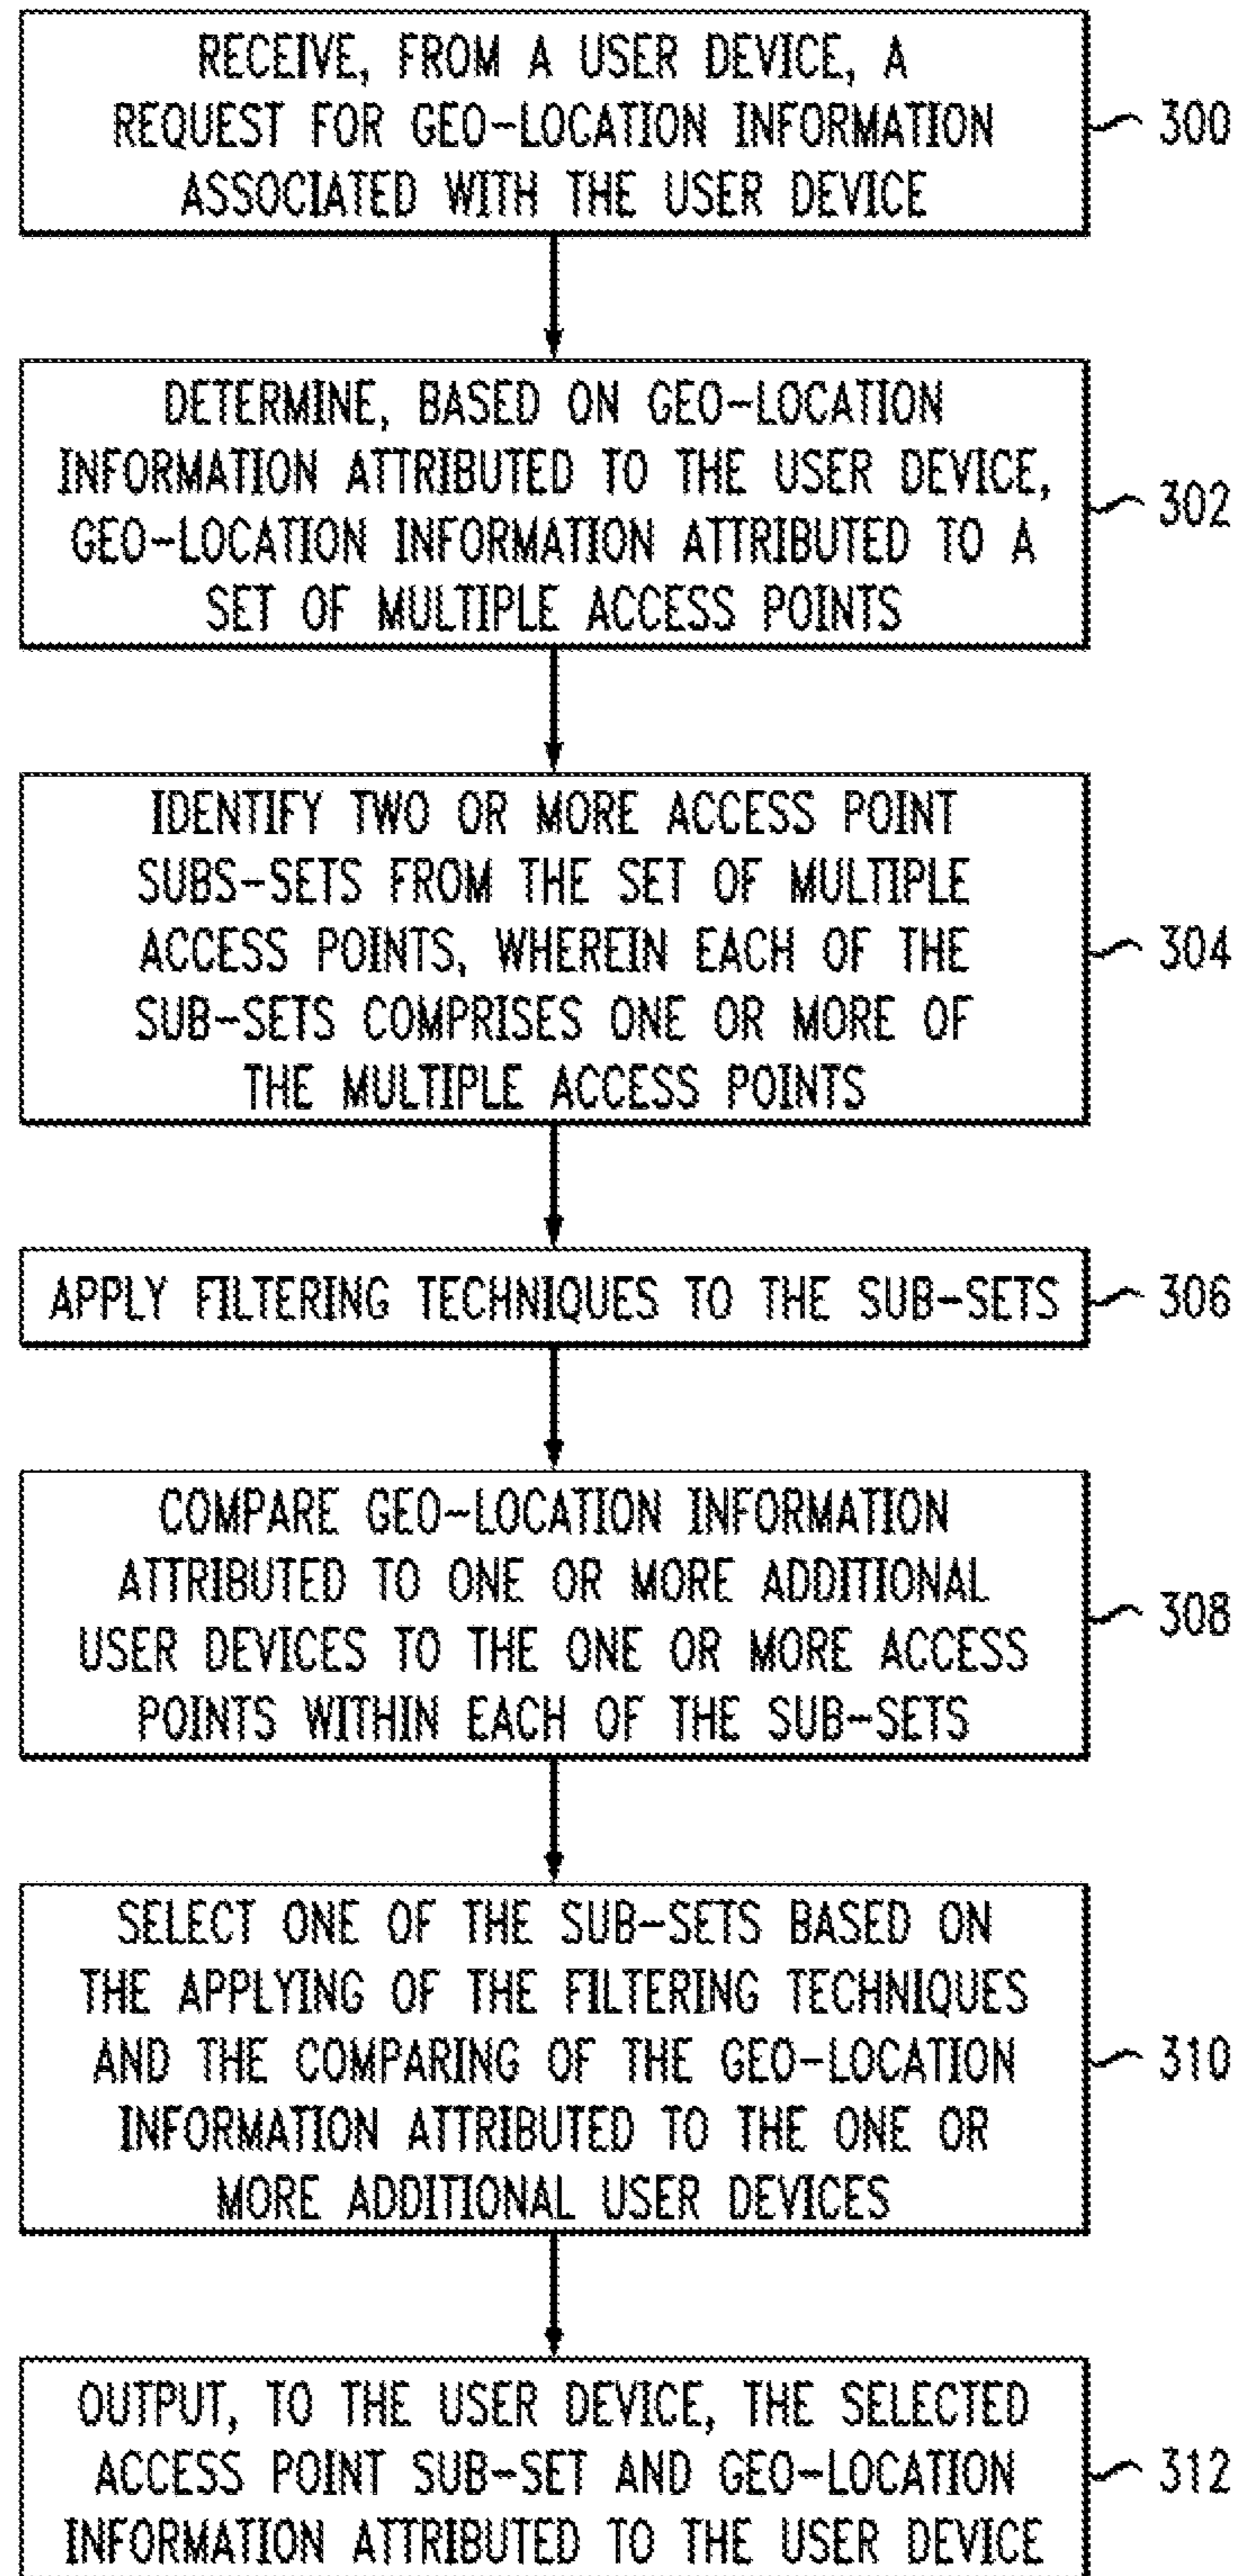 RECEIVE, FROM A USER DEVICE, A
REQUEST FOR GEO-LOCATION INFORMATION
ASSOCIATED WITH THE USER DEVICE
300
DETERMINE, BASED ON GEO-LOCATION
INFORMATION ATTRIBUTED TO THE USER DEVICE,
GEO-LOCATION INFORMATION ATTRIBUTED TO A
SET OF MULTIPLE ACCESS POINTS
302
IDENTIFY TWO OR MORE ACCESS POINT
SUBS-SETS FROM THE SET OF MULTIPLE
ACCESS POINTS, WHEREIN EACH OF THE
SUB-SETS COMPRISES ONE OR MORE OF
THE MULTIPLE ACCESS POINTS
304
APPLY FILTERING TECHNIQUES TO THE SUB-SETS
306
COMPARE GEO-LOCATION INFORMATION
ATTRIBUTED TO ONE OR MORE ADDITIONAL
USER DEVICES TO THE ONE OR MORE ACCESS
POINTS WITHIN EACH OF THE SUB-SETS
308
SELECT ONE OF THE SUB-SETS BASED ON
THE APPLYING OF THE FILTERING TECHNIQUES
AND THE COMPARING OF THE GEO-LOCATION
INFORMATION ATTRIBUTED TO THE ONE OR
MORE ADDITIONAL USER DEVICES
310
OUTPUT, TO THE USER DEVICE, THE SELECTED
ACCESS POINT SUB-SET AND GEO-LOCATION
INFORMATION ATTRIBUTED TO THE USER DEVICE
312